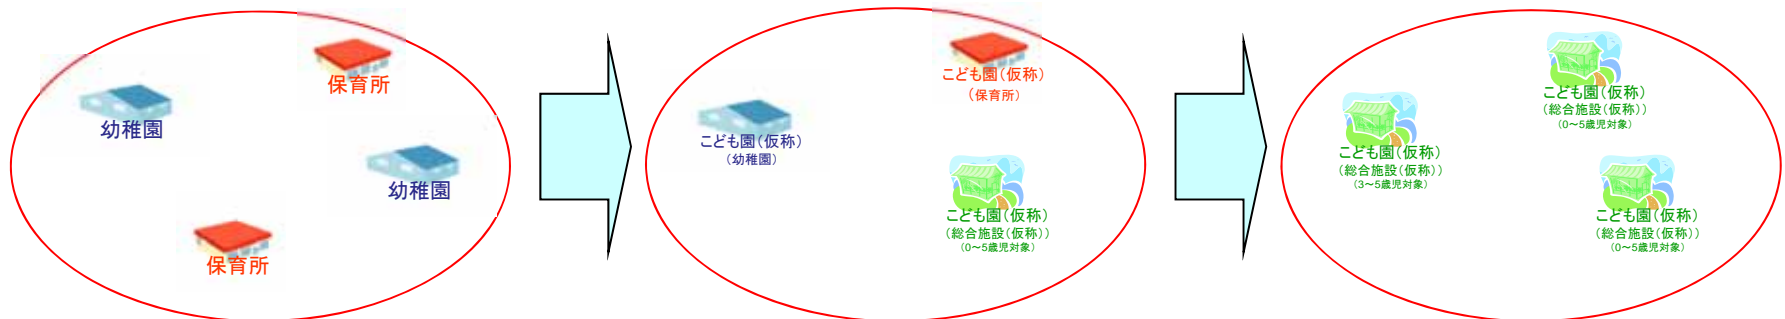 保育所
幼稚園
幼稚園
保育所
こども園(仮称)
(保育所)
こども園(仮称)
(幼稚園)
こども園(仮称)
(総合施設(仮称))
(0~5歳児対象)
こども園(仮称)
(総合施設(仮称))
(0~5歳児対象)
こども園(仮称)
(総合施設(仮称))
(3~5歳児対象)
こども園(仮称)
(総合施設(仮称))
(0~5歳児対象)